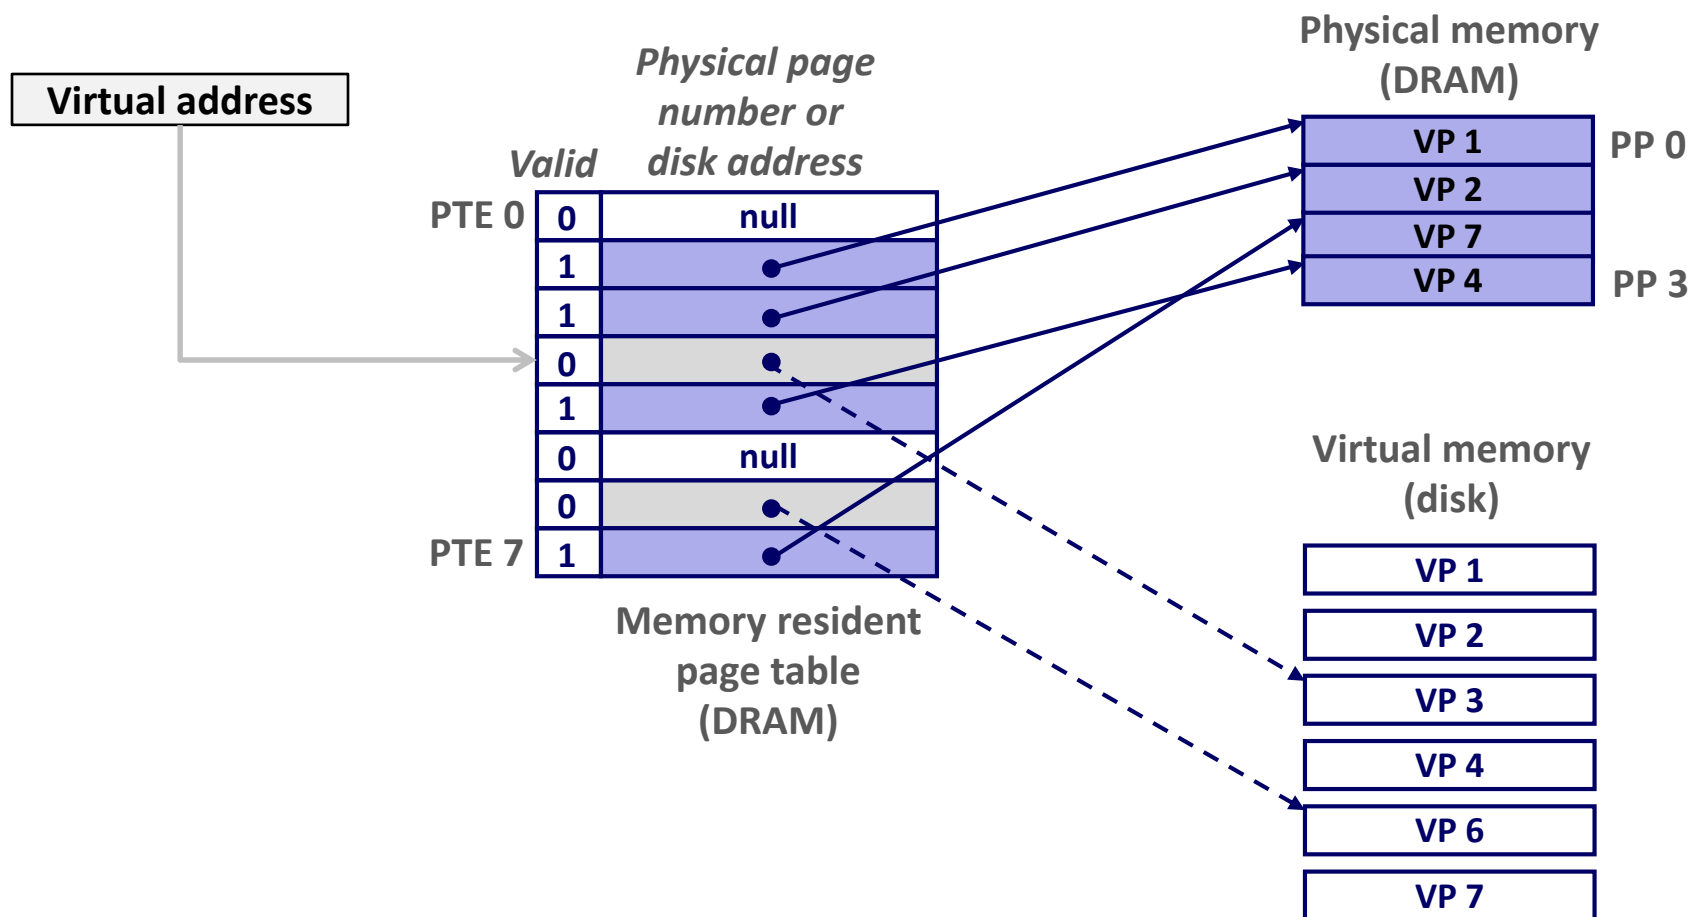 Virtual address
Physical page
number or
disk address
Valid
PTE 0
0
null
1
1
0
1
0
null
0
PTE 7
1
Memory resident
page table
(DRAM)
Physical memory
(DRAM)
VP 1
PP 0
VP 2
VP 7
VP 4
PP 3
Virtual memory
(disk)
VP 1
VP 2
VP 3
VP 4
VP 6
VP 7